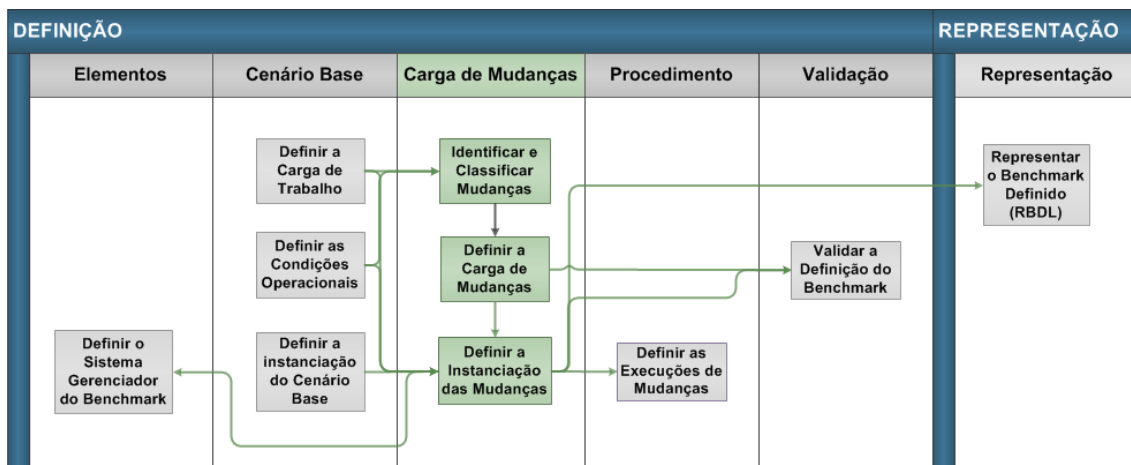 DEFINIÇÃO
REPRESENTAÇÃO
Elementos
Cenário Base
Carga de Mudanças
Procedimento
Validação
Representação
Definir a
Carga de
Trabalho
Identificar e
Classificar
Mudanças
Representar
o Benchmark
Definido
(RBDL)
Definir as
Condições
Operacionais
Definir a
Carga de
Mudanças
Validar a
Definição do
Benchmark
Definir o
Sistema
Gerenciador
do Benchmark
Definir a
instanciação
do Cenário
Base
Definir a
Instanciação
das Mudanças
Definir as
Execuções de
Mudanças